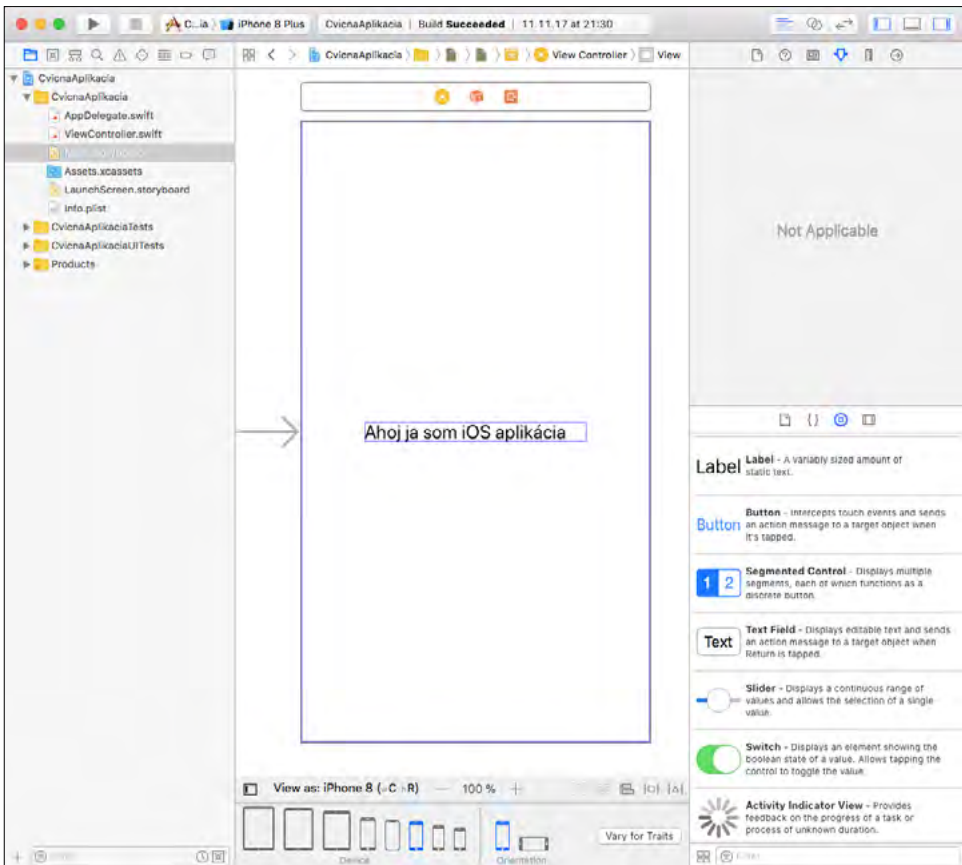 C...ia iPhone 8 Plus CvicnaAplikacia | Build Succeeded | 11.11.17 at 21:30
CvicnaAplikacia View Controller View
CvicnaAplikacia
CvicnaAplikacia
AppDelegate.swift
ViewController.swift
Assets.xcassets
LaunchScreen.storyboard
Info.plist
CvicnaAplikaciaTests
CvicnaAplikaciaUITests
Products
Ahoj ja som iOS aplikácia
View as: iPhone 8 ( C R) — 100 % +
Device
Orientation
Vary for Traits
Not Applicable
Label
Label - A variably sized amount of
static text.
Button
Button - Intercepts touch events and sends
an action message to a target object when
it's tapped.
1 2
Segmented Control - Displays multiple
segments, each of which functions as a
discrete button.
Text
Text Field - Displays editable text and sends
an action message to a target object when
Return is tapped.
Slider - Displays a continuous range of
values and allows the selection of a single
value.
Switch - Displays an element showing the
boolean state of a value. Allows tapping the
control to toggle the value.
Activity Indicator View - Provides
feedback on the progress of a task or
process of unknown duration.